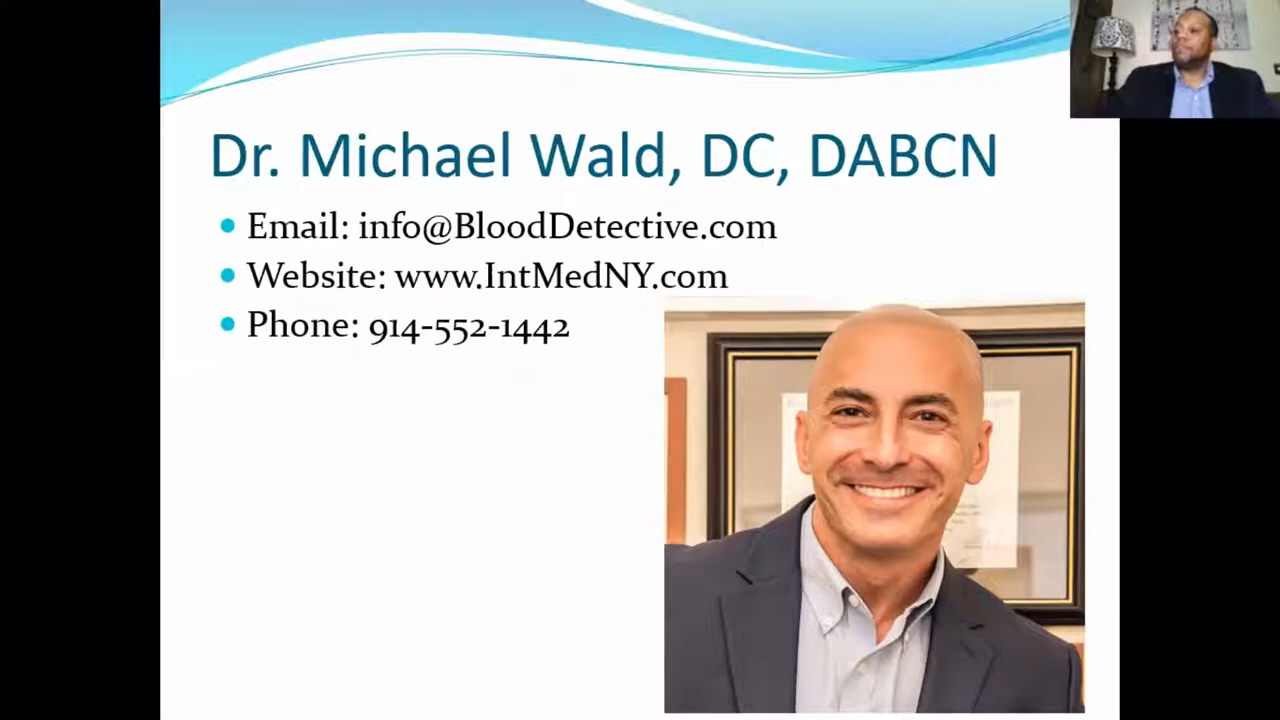 Dr. Michael Wald, DC, DABCN
Email: info@BloodDetective.com
Website: www.IntMedNY.com
Phone: 914-552-1442